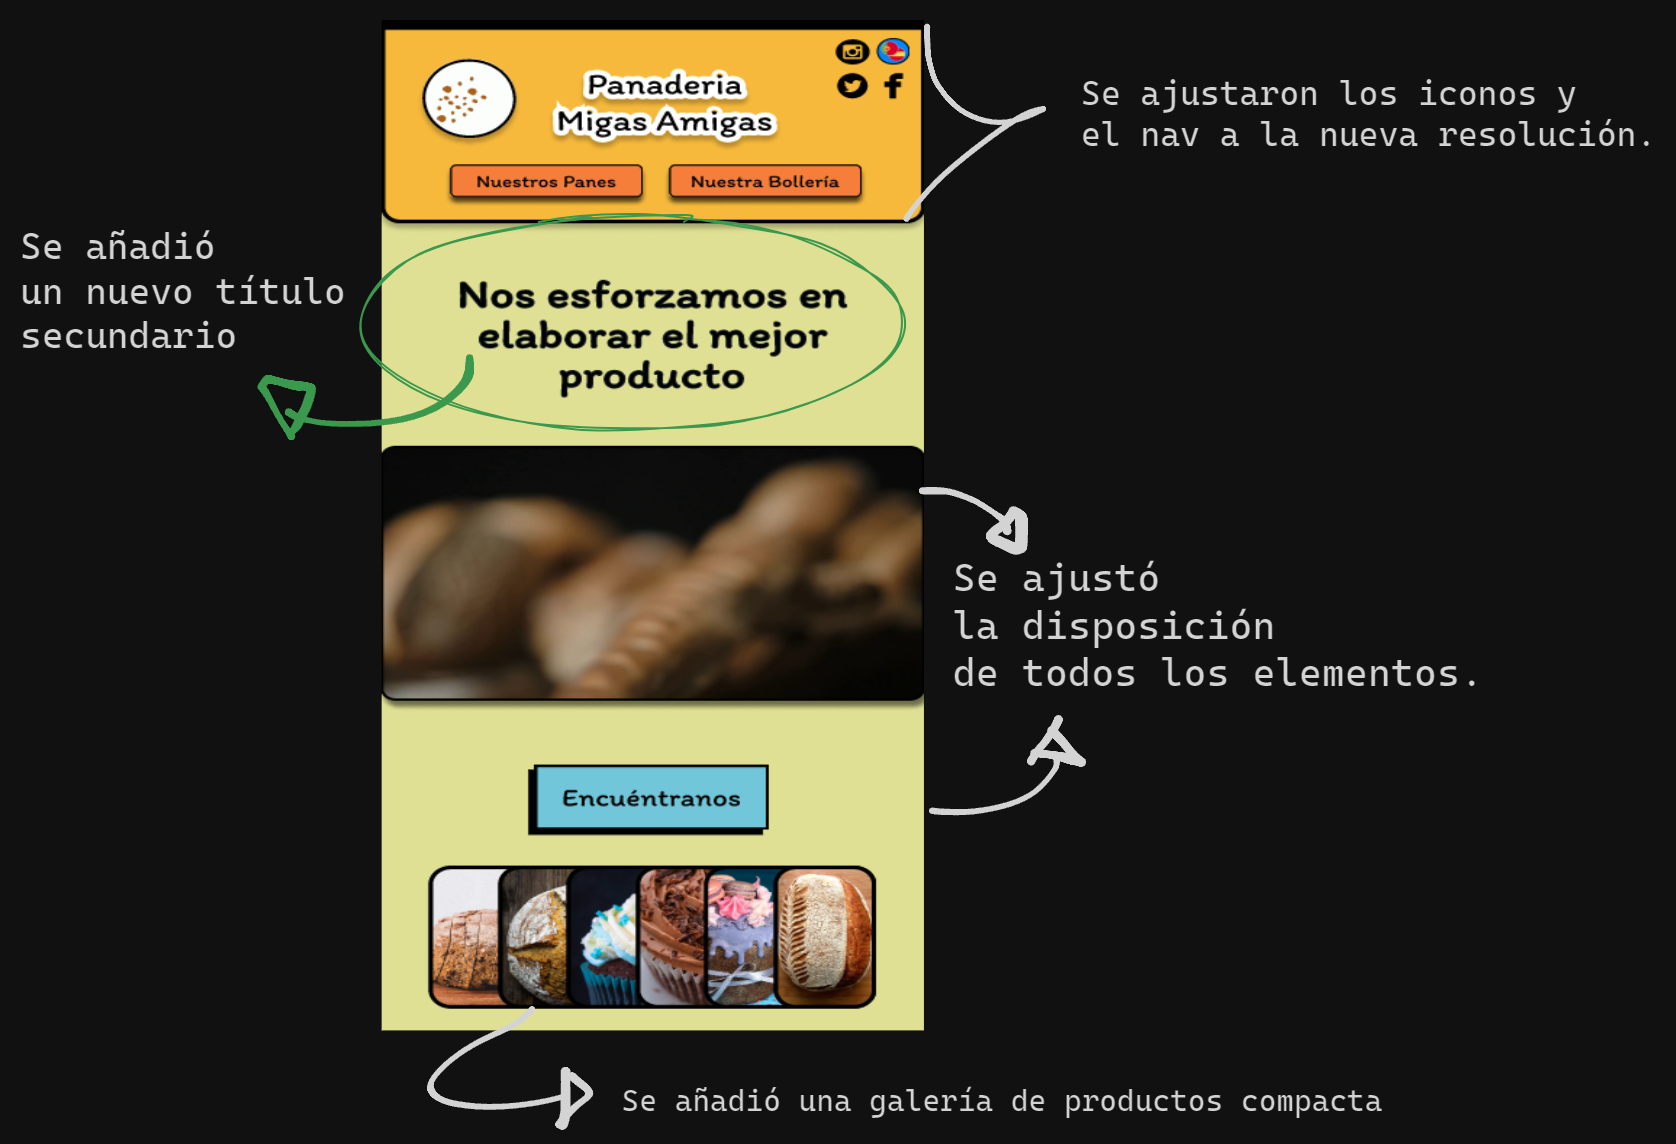 Panaderia
Migas Amigas
Nuestros Panes
Nuestra Bollería
Se ajustaron los iconos y
el nav a la nueva resolución.
Se añadió
un nuevo título
secundario
Nos esforzamos en
elaborar el mejor
producto
Se ajustó
la disposición
de todos los elementos.
Encuéntranos
Se añadió una galería de productos compacta